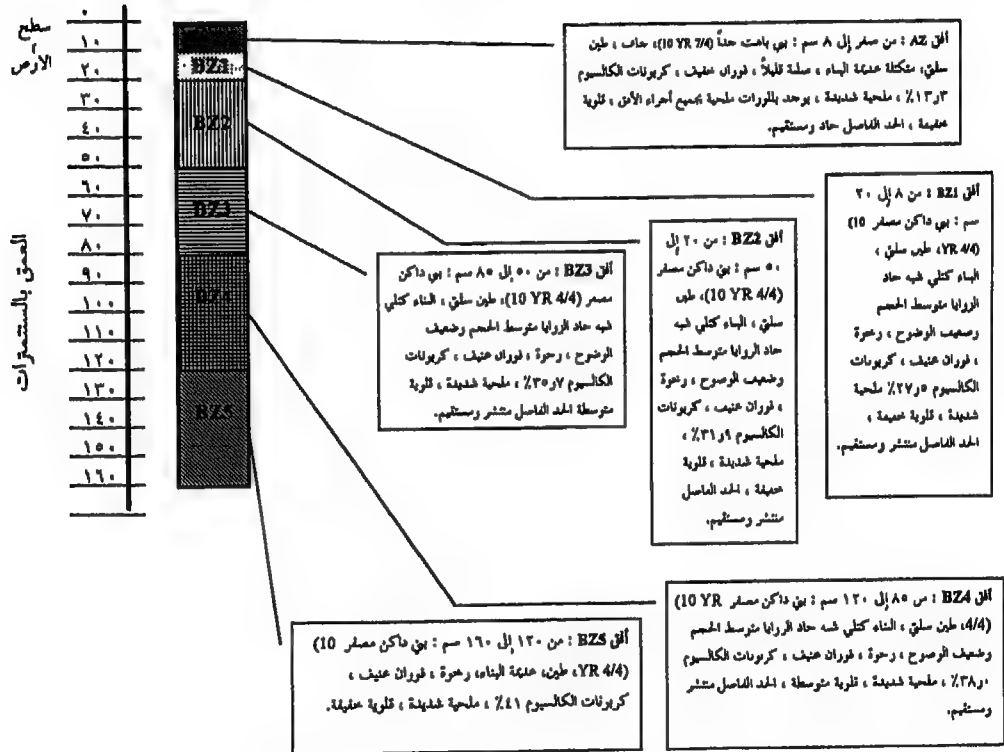 سطح
الأرض
٠
١٠
٢٠
٣٠
٤٠
٥٠
٦٠
٧٠
٨٠
٩٠
١٠٠
١١٠
١٢٠
١٣٠
١٤٠
١٥٠
١٦٠
العمق بالسنتمترات
BZ1
BZ2
BZ3
BZ4
BZ5
أفق AZ : من صفر إلى ٨ سم : بني باهت جداً (10 YR 7/4)، جاف ، طين
سلتي، متكتلة عديمة البناء ، صلبة قليلاً ، فوران خفيف ، كربونات الكالسيوم
٣ر١٣٪ ، ملحية شديدة ، يوجد بللورات ملحية بجميع أجزاء الأفق ، قلوية
خفيفة ، الحد الفاصل حاد ومستقيم.
أفق BZ1 : من ٨ إلى ٢٠
سم : بني داكن مصفر (10
YR 4/4)، طين سلتي ،
البناء كتلي شبه حاد
الزوايا متوسط الحجم
وضعيف الوضوح ، رخوة
، فوران عنيف ، كربونات
الكالسيوم ٥ر٢٧٪ ملحية
شديدة ، قلوية خفيفة ،
الحد الفاصل منتشر ومستقيم.
أفق BZ2 : من ٢٠ إلى
٥٠ سم : بني داكن مصفر
(10 YR 4/4)، طين
سلتي ، البناء كتلي شبه
حاد الزوايا متوسط الحجم
وضعيف الوضوح ، رخوة
، فوران عنيف ، كربونات
الكالسيوم ٩ر٣١٪ ،
ملحية شديدة ، قلوية
خفيفة ، الحد الفاصل
منتشر ومستقيم.
أفق BZ3 : من ٥٠ إلى ٨٥ سم : بني داكن
مصفر (10 YR 4/4)، طين سلتي ، البناء كتلي
شبه حاد الزوايا متوسط الحجم وضعيف
الوضوح ، رخوة ، فوران عنيف ، كربونات
الكالسيوم ٧ر٣٥٪ ، ملحية شديدة ، قلوية
متوسطة الحد الفاصل منتشر ومستقيم.
أفق BZ4 : من ٨٥ إلى ١٢٠ سم : بني داكن مصفر (10 YR
4/4)، طين سلتي ، البناء كتلي شبه حاد الزوايا متوسط الحجم
وضعيف الوضوح ، رخوة ، فوران عنيف ، كربونات الكالسيوم
٠ر٣٨٪ ، ملحية شديدة ، قلوية متوسطة ، الحد الفاصل منتشر
ومستقيم.
أفق BZ5 : من ١٢٠ إلى ١٦٠ سم : بني داكن مصفر (10
YR 4/4)، طين، عديمة البناء، رخوة ، فوران عنيف ،
كربونات الكالسيوم ٤١٪ ، ملحية شديدة ، قلوية خفيفة.